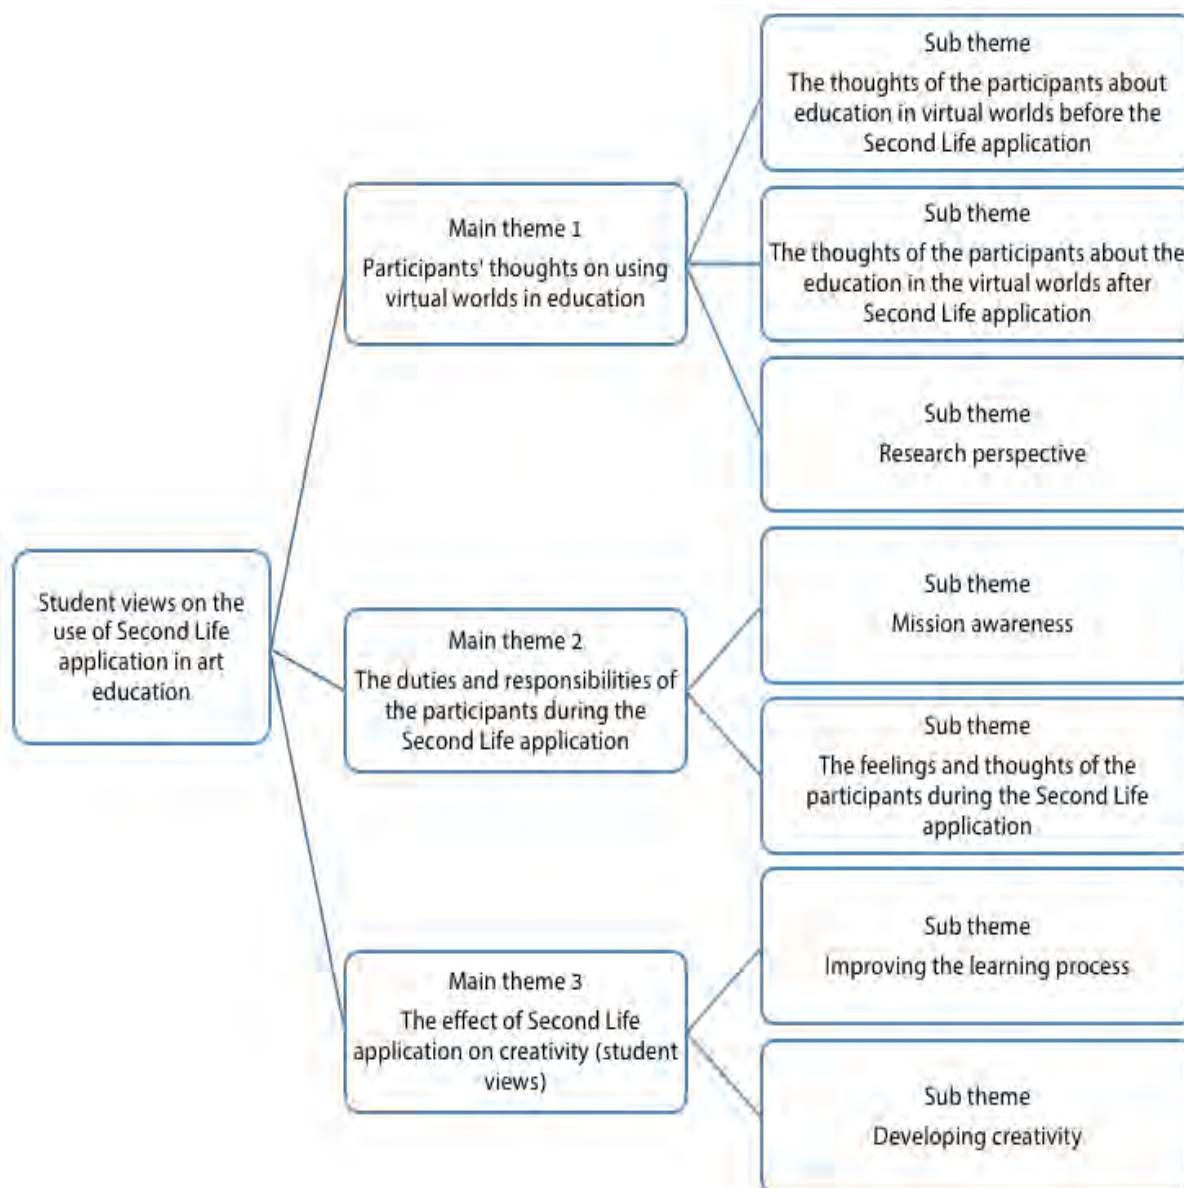 Student views on the
use of Second Life
application in art
education
Main theme 1
Participants' thoughts on using
virtual worlds in education
Sub theme
The thoughts of the participants about
education in virtual worlds before the
Second Life application
Sub theme
The thoughts of the participants about the
education in the virtual worlds after
Second Life application
Sub theme
Research perspective
Main theme 2
The duties and responsibilities of
the participants during the
Second Life application
Sub theme
Mission awareness
Sub theme
The feelings and thoughts of the
participants during the Second Life
application
Main theme 3
The effect of Second Life
application on creativity (student
views)
Sub theme
Improving the learning process
Sub theme
Developing creativity